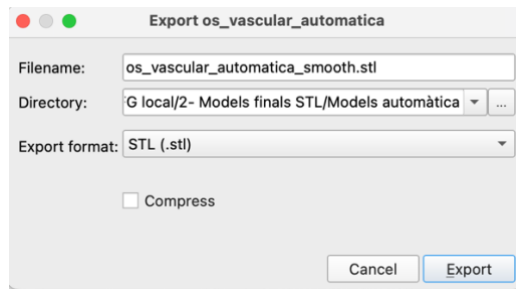 Export os_vascular_automatica
Filename: os_vascular_automatica_smooth.stl
Directory: G local/2- Models finals STL/Models automàtica ...
Export format: STL (.stl)
Compress
Cancel Export